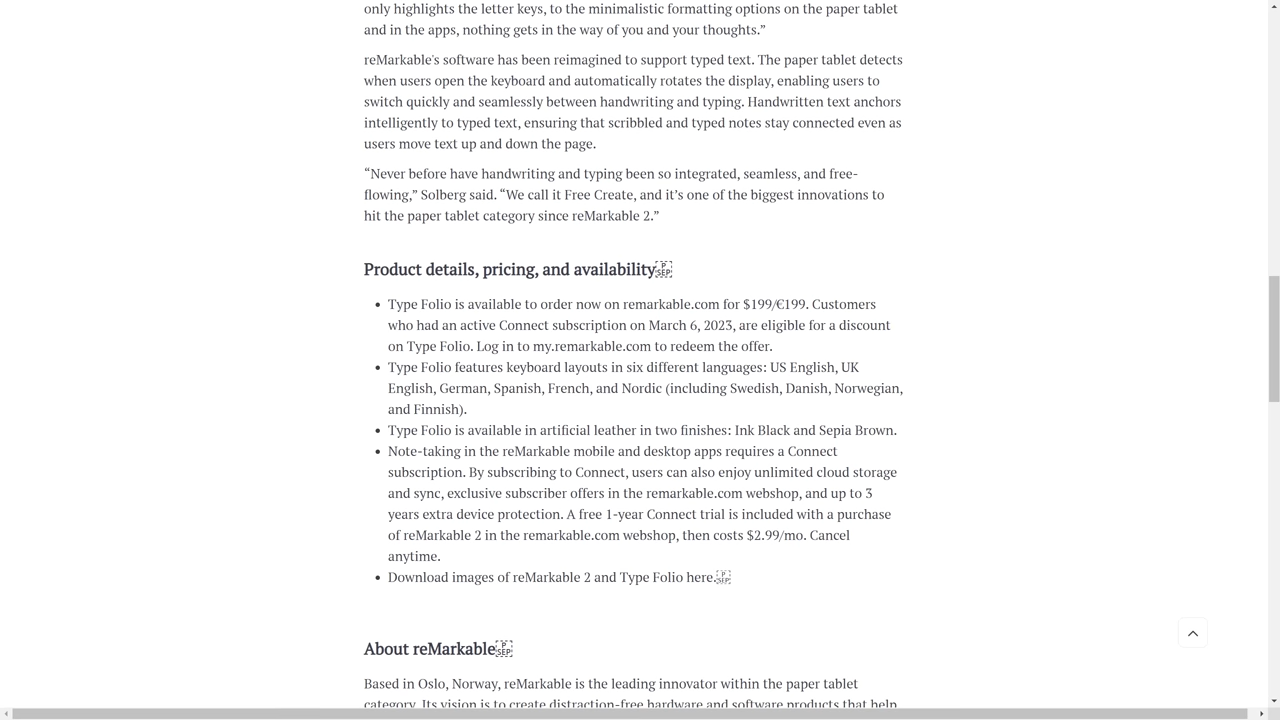 only highlights the letter keys, to the minimalistic formatting options on the paper tablet
and in the apps, nothing gets in the way of you and your thoughts.”
reMarkable's software has been reimagined to support typed text. The paper tablet detects
when users open the keyboard and automatically rotates the display, enabling users to
switch quickly and seamlessly between handwriting and typing. Handwritten text anchors
intelligently to typed text, ensuring that scribbled and typed notes stay connected even as
users move text up and down the page.
“Never before have handwriting and typing been so integrated, seamless, and free-
flowing,” Solberg said. “We call it Free Create, and it’s one of the biggest innovations to
hit the paper tablet category since reMarkable 2.”
Product details, pricing, and availability
• Type Folio is available to order now on remarkable.com for $199/€199. Customers
who had an active Connect subscription on March 6, 2023, are eligible for a discount
on Type Folio. Log in to my.remarkable.com to redeem the offer.
• Type Folio features keyboard layouts in six different languages: US English, UK
English, German, Spanish, French, and Nordic (including Swedish, Danish, Norwegian,
and Finnish).
• Type Folio is available in artificial leather in two finishes: Ink Black and Sepia Brown.
• Note-taking in the reMarkable mobile and desktop apps requires a Connect
subscription. By subscribing to Connect, users can also enjoy unlimited cloud storage
and sync, exclusive subscriber offers in the remarkable.com webshop, and up to 3
years extra device protection. A free 1-year Connect trial is included with a purchase
of reMarkable 2 in the remarkable.com webshop, then costs $2.99/mo. Cancel
anytime.
• Download images of reMarkable 2 and Type Folio here.
About reMarkable
Based in Oslo, Norway, reMarkable is the leading innovator within the paper tablet
category. Its vision is to create distraction-free hardware and software products that help